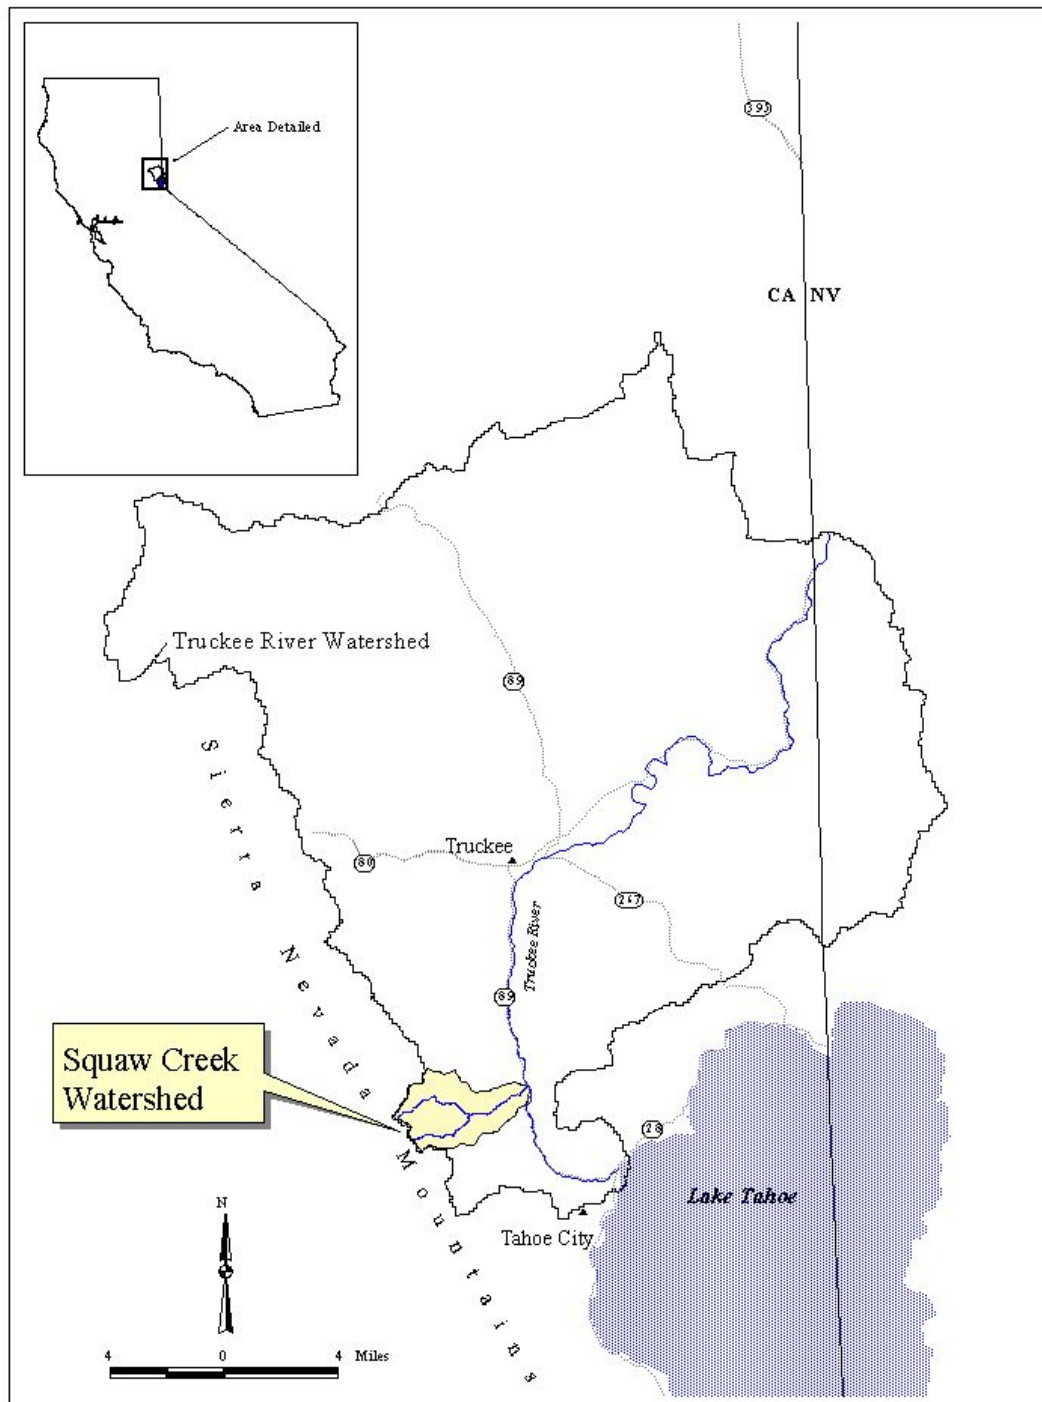 Area Detailed
395
CA NV
Truckee River Watershed
89
Sierra Nevada Mountains
Truckee
80
267
Truckee River
89
Squaw Creek
Watershed
28
Lake Tahoe
Tahoe City
N
4 0 4 Miles